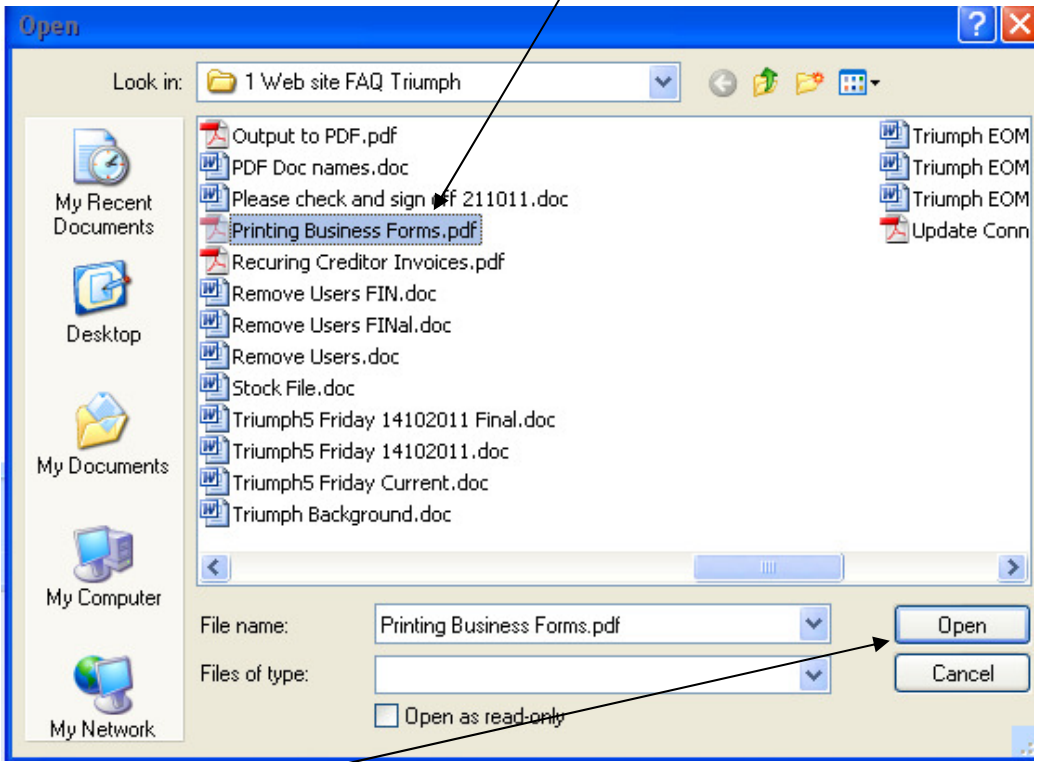 Open
Look in:
1 Web site FAQ Triumph
My Recent
Documents
Desktop
My Documents
My Computer
My Network
Output to PDF.pdf
PDF Doc names.doc
Please check and sign off 211011.doc
Printing Business Forms.pdf
Recuring Creditor Invoices.pdf
Remove Users FIN.doc
Remove Users FINal.doc
Remove Users.doc
Stock File.doc
Triumph5 Friday 14102011 Final.doc
Triumph5 Friday 14102011.doc
Triumph5 Friday Current.doc
Triumph Background.doc
Triumph EOM
Triumph EOM
Triumph EOM
Update Conn
File name:
Printing Business Forms.pdf
Open
Files of type:
Cancel
Open as read-only